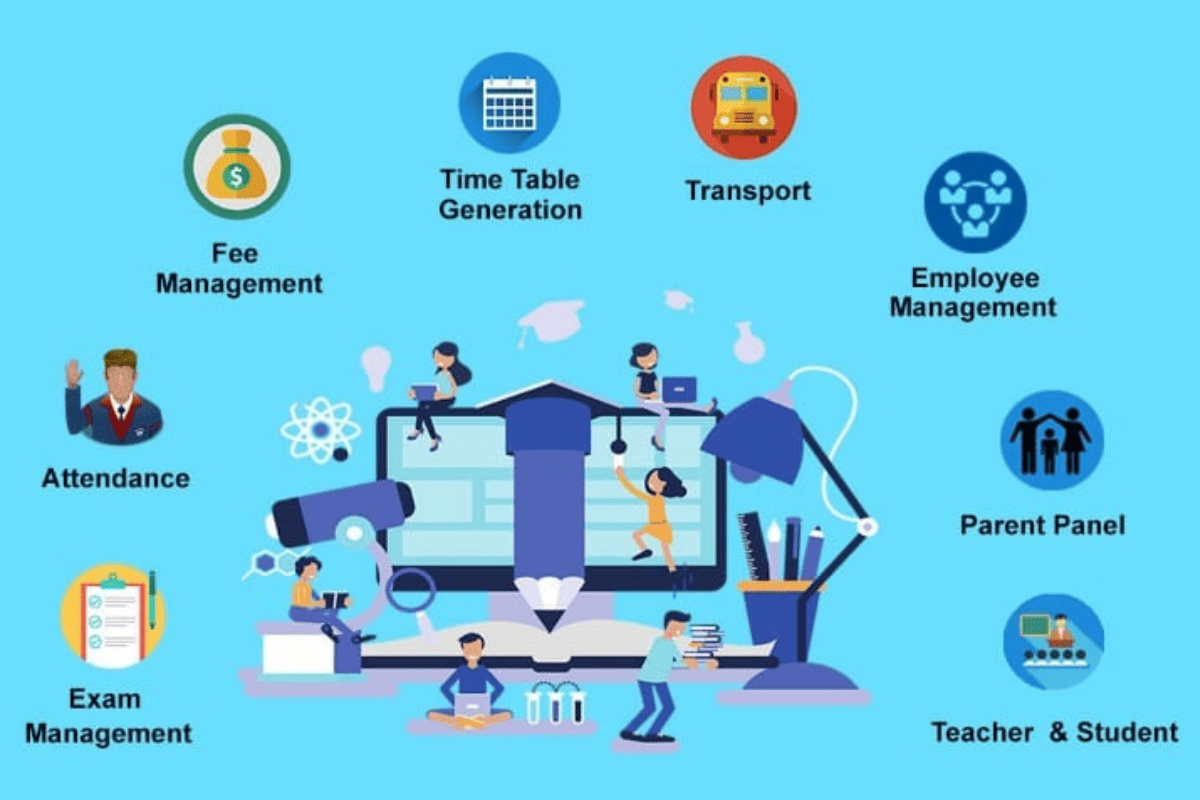 Time Table
Generation
Transport
Fee
Management
Employee
Management
Attendance
Parent Panel
Exam
Management
Teacher & Student
$